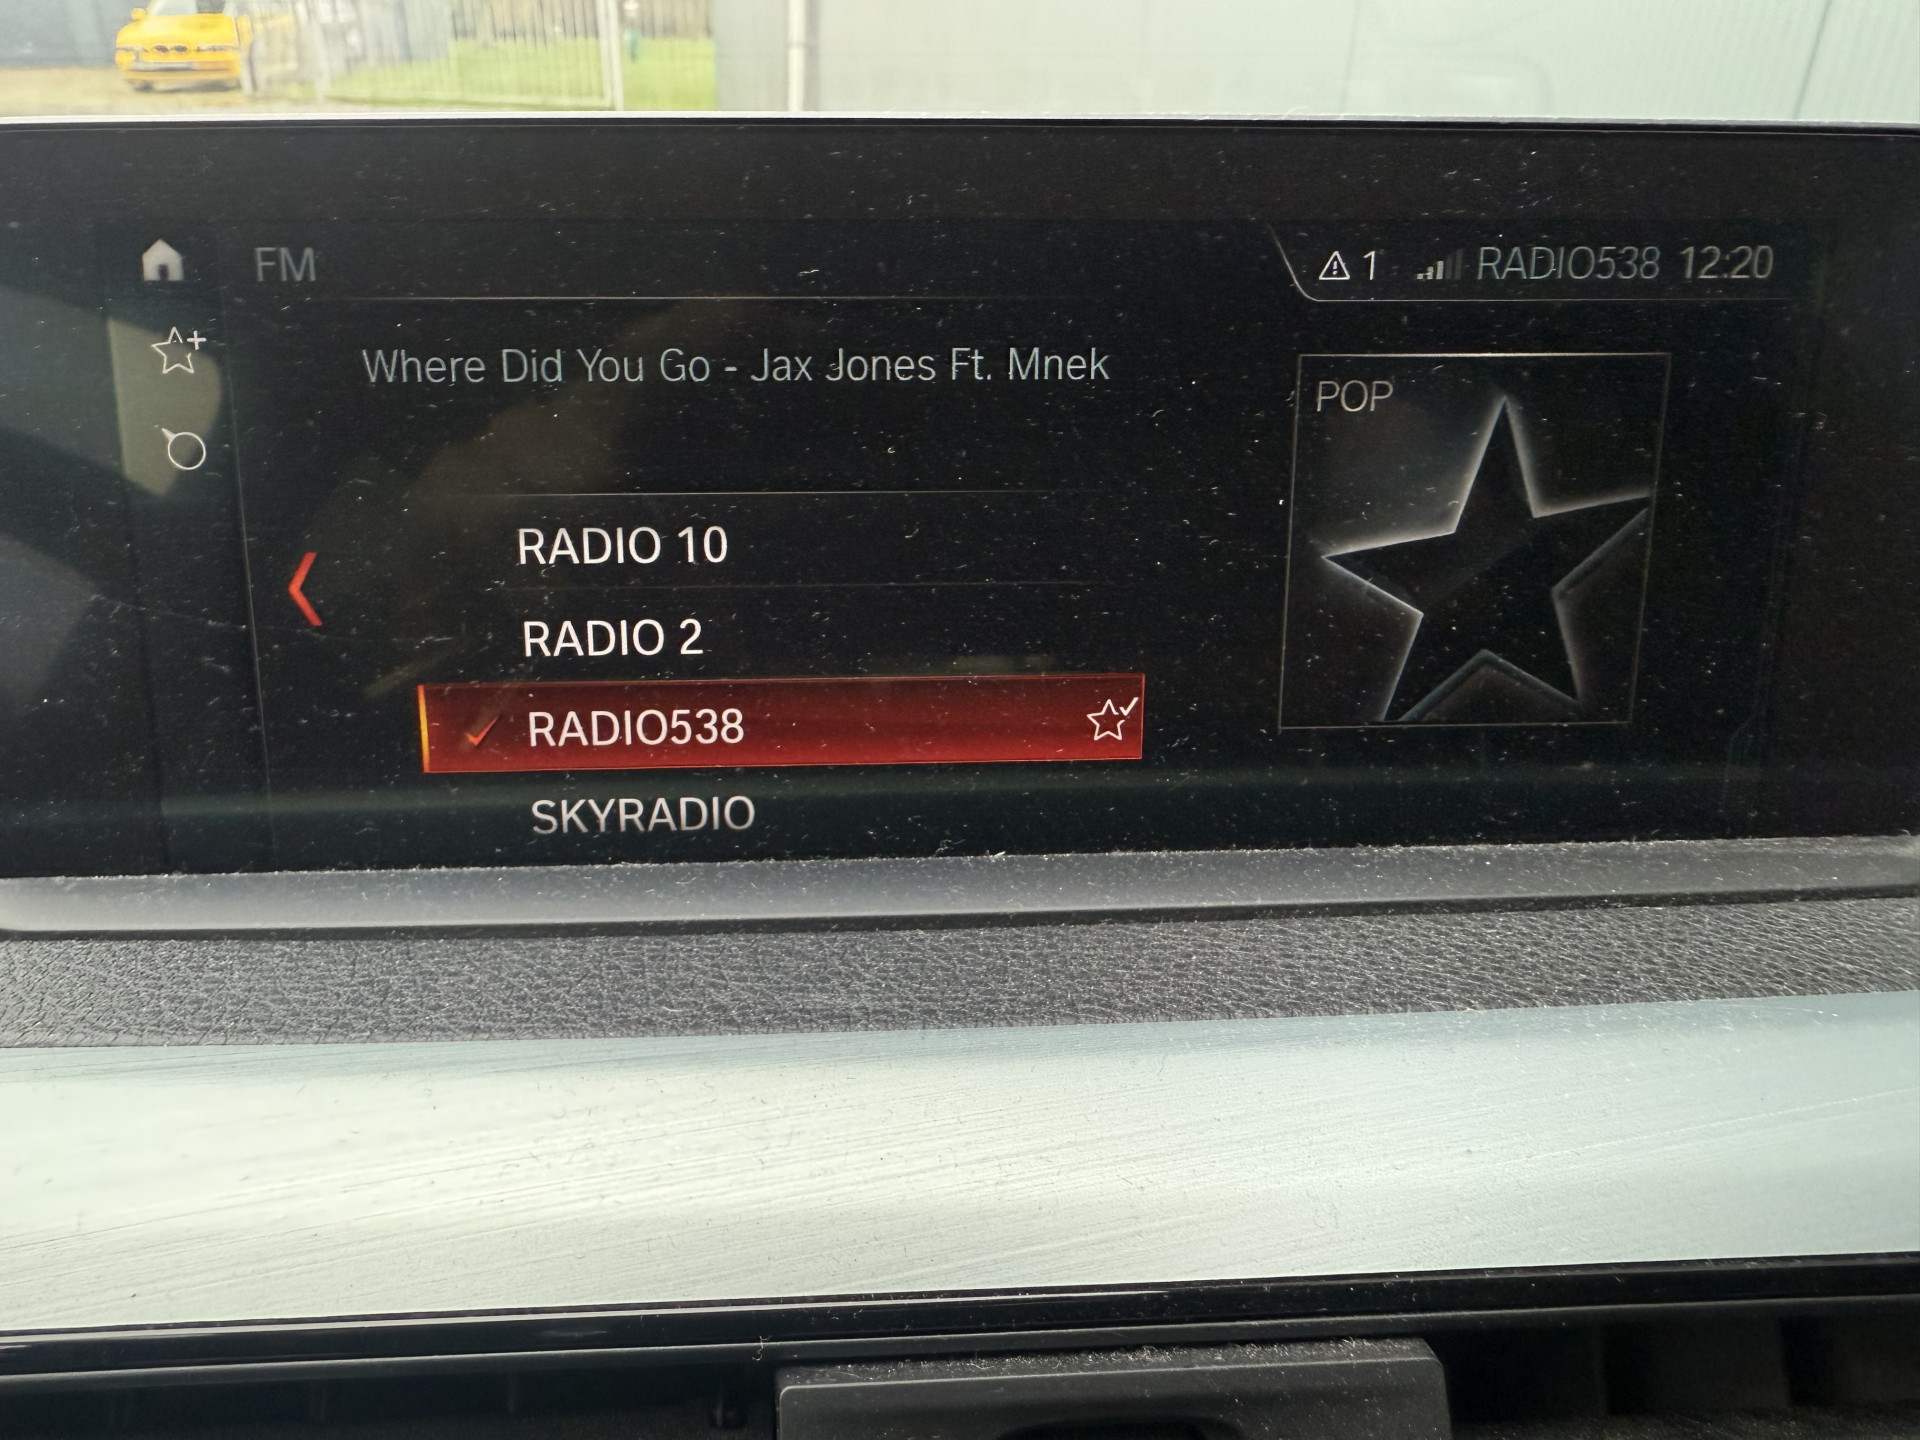 FM
1 RADIO538 12:20
Where Did You Go - Jax Jones Ft. Mnek
POP
RADIO 10
RADIO 2
RADIO538
SKYRADIO